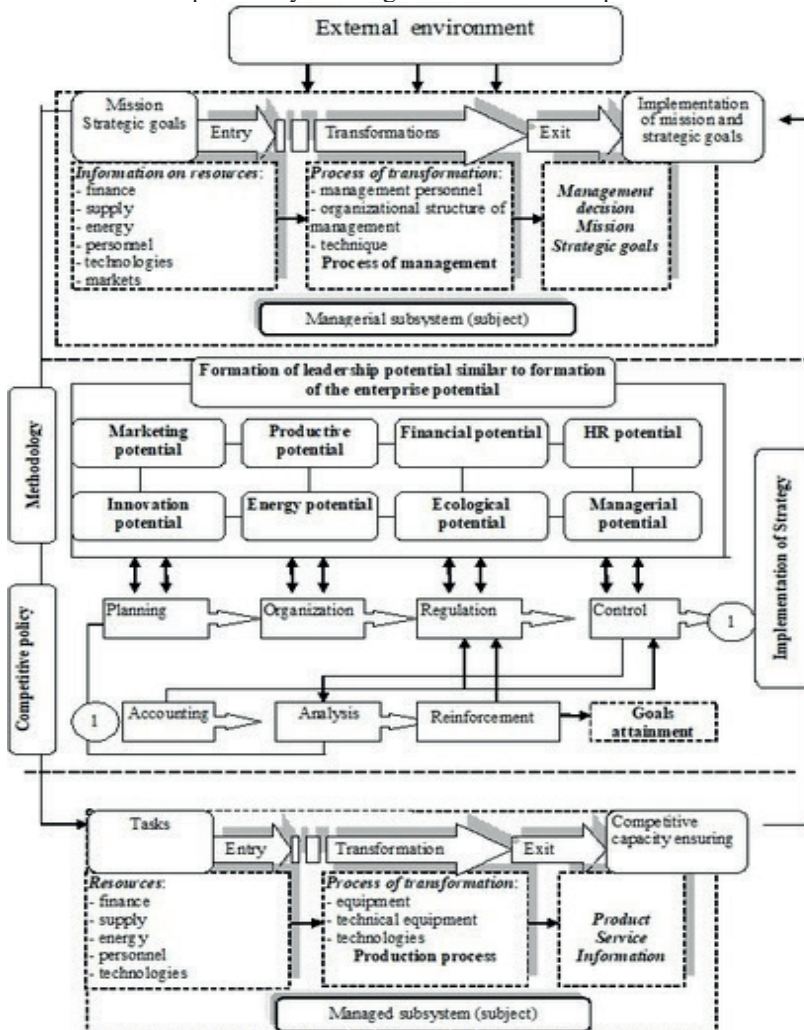 External environment
Mission
Strategic goals
Entry
Transformations
Exit
Implementation
of mission and
strategic goals
Information on resources:
- finance
- supply
- energy
- personnel
- technologies
- markets
Process of transformation:
- management personnel
- organizational structure of
management
- technique
Process of management
Management
decision
Mission
Strategic goals
Managerial subsystem (subject)
Formation of leadership potential similar to formation
of the enterprise potential
Methodology
Marketing
potential
Productive
potential
Financial potential
HR potential
Innovation
potential
Energy potential
Ecological
potential
Managerial
potential
Implementation of Strategy
Competitive policy
Planning
Organization
Regulation
Control
1
1
Accounting
Analysis
Reinforcement
Goals
attainment
Tasks
Entry
Transformation
Exit
Competitive
capacity ensuring
Resources:
- finance
- supply
- energy
- personnel
- technologies
Process of transformation:
- equipment
- technical equipment
- technologies
Production process
Product
Service
Information
Managed subsystem (subject)